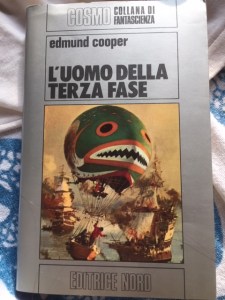 COSMO COLLANA DI
FANTASCIENZA
edmund cooper
L'UOMO DELLA
TERZA FASE
EDITRICE NORD